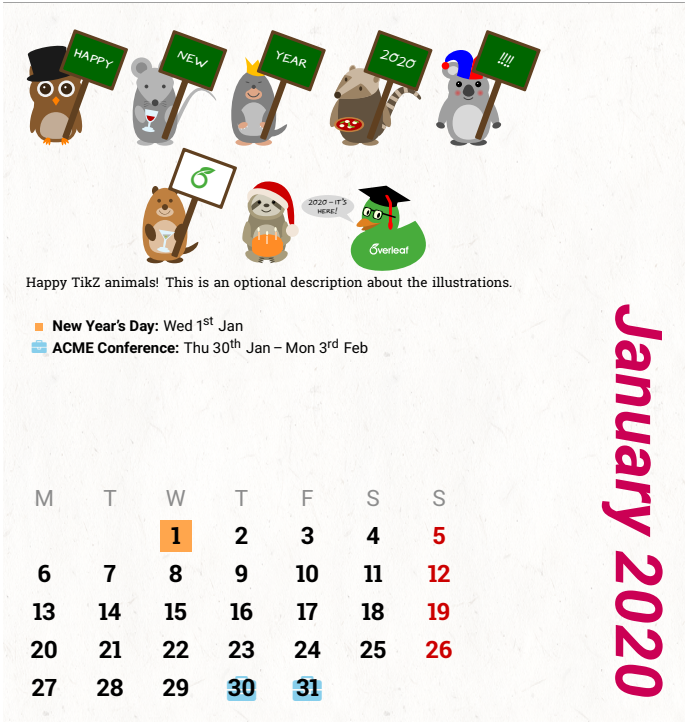 HAPPY
NEW
YEAR
2020
!!!!
2020 – IT'S
HERE!
Overleaf
Happy TikZ animals! This is an optional description about the illustrations.
New Year's Day: Wed 1st Jan
ACME Conference: Thu 30th Jan – Mon 3rd Feb
January 2020
M T W T F S S
1 2 3 4 5
6 7 8 9 10 11 12
13 14 15 16 17 18 19
20 21 22 23 24 25 26
27 28 29 30 31